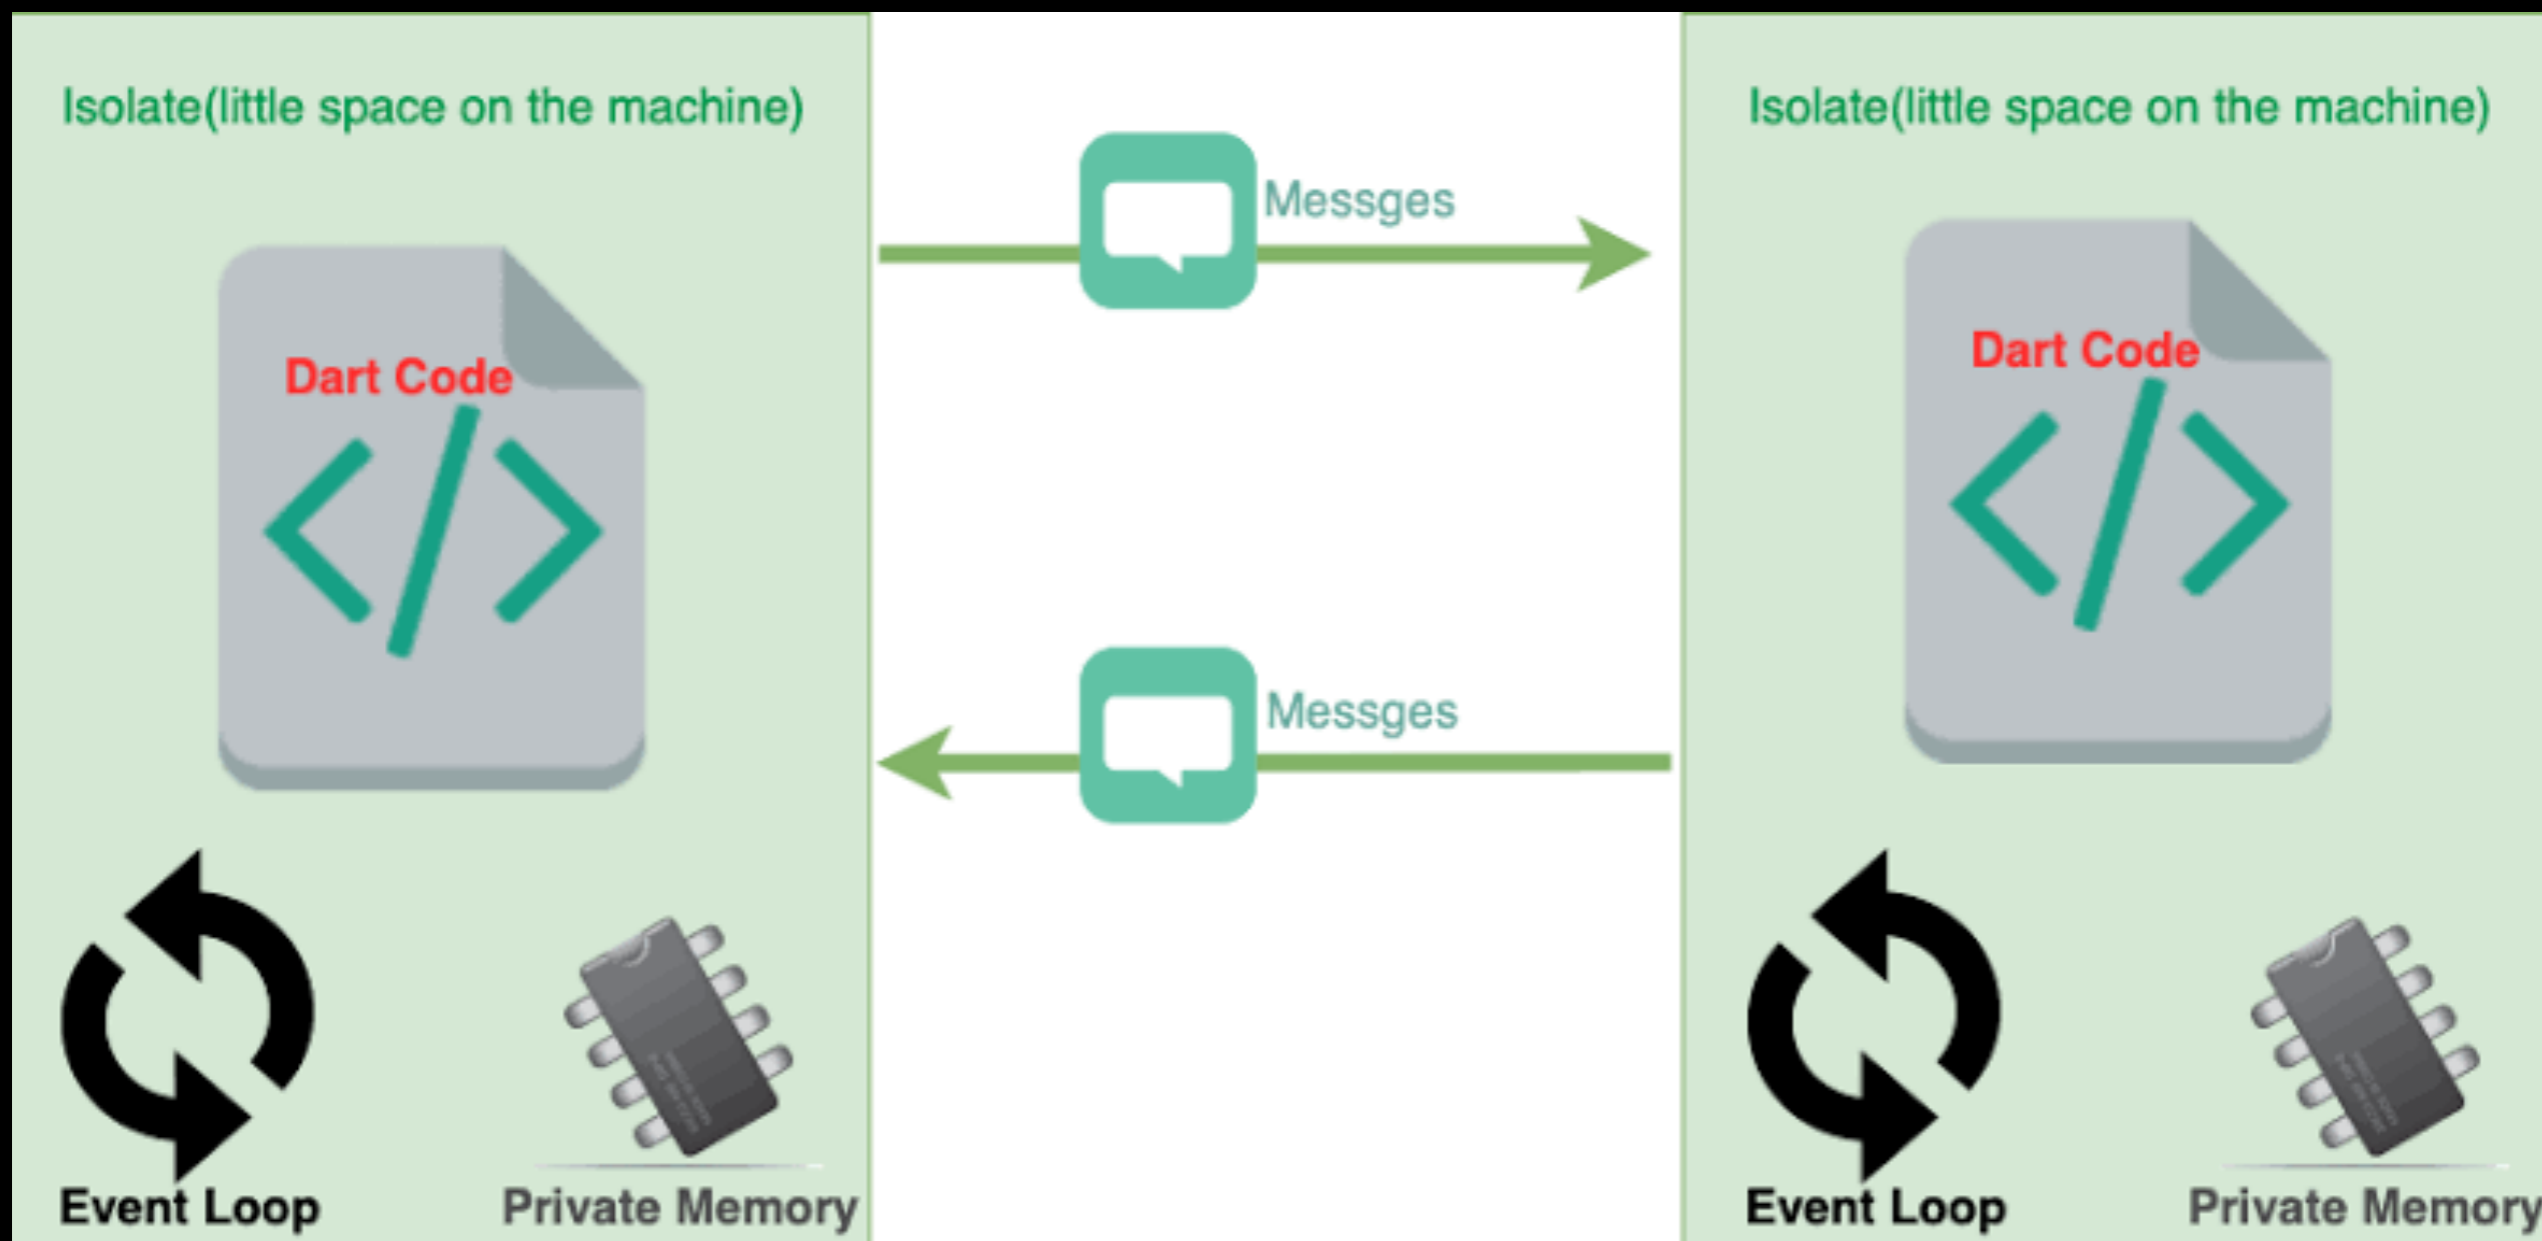 Isolate(little space on the machine)
Dart Code
Event Loop
Private Memory
Messges
Messges
Isolate(little space on the machine)
Dart Code
Event Loop
Private Memory